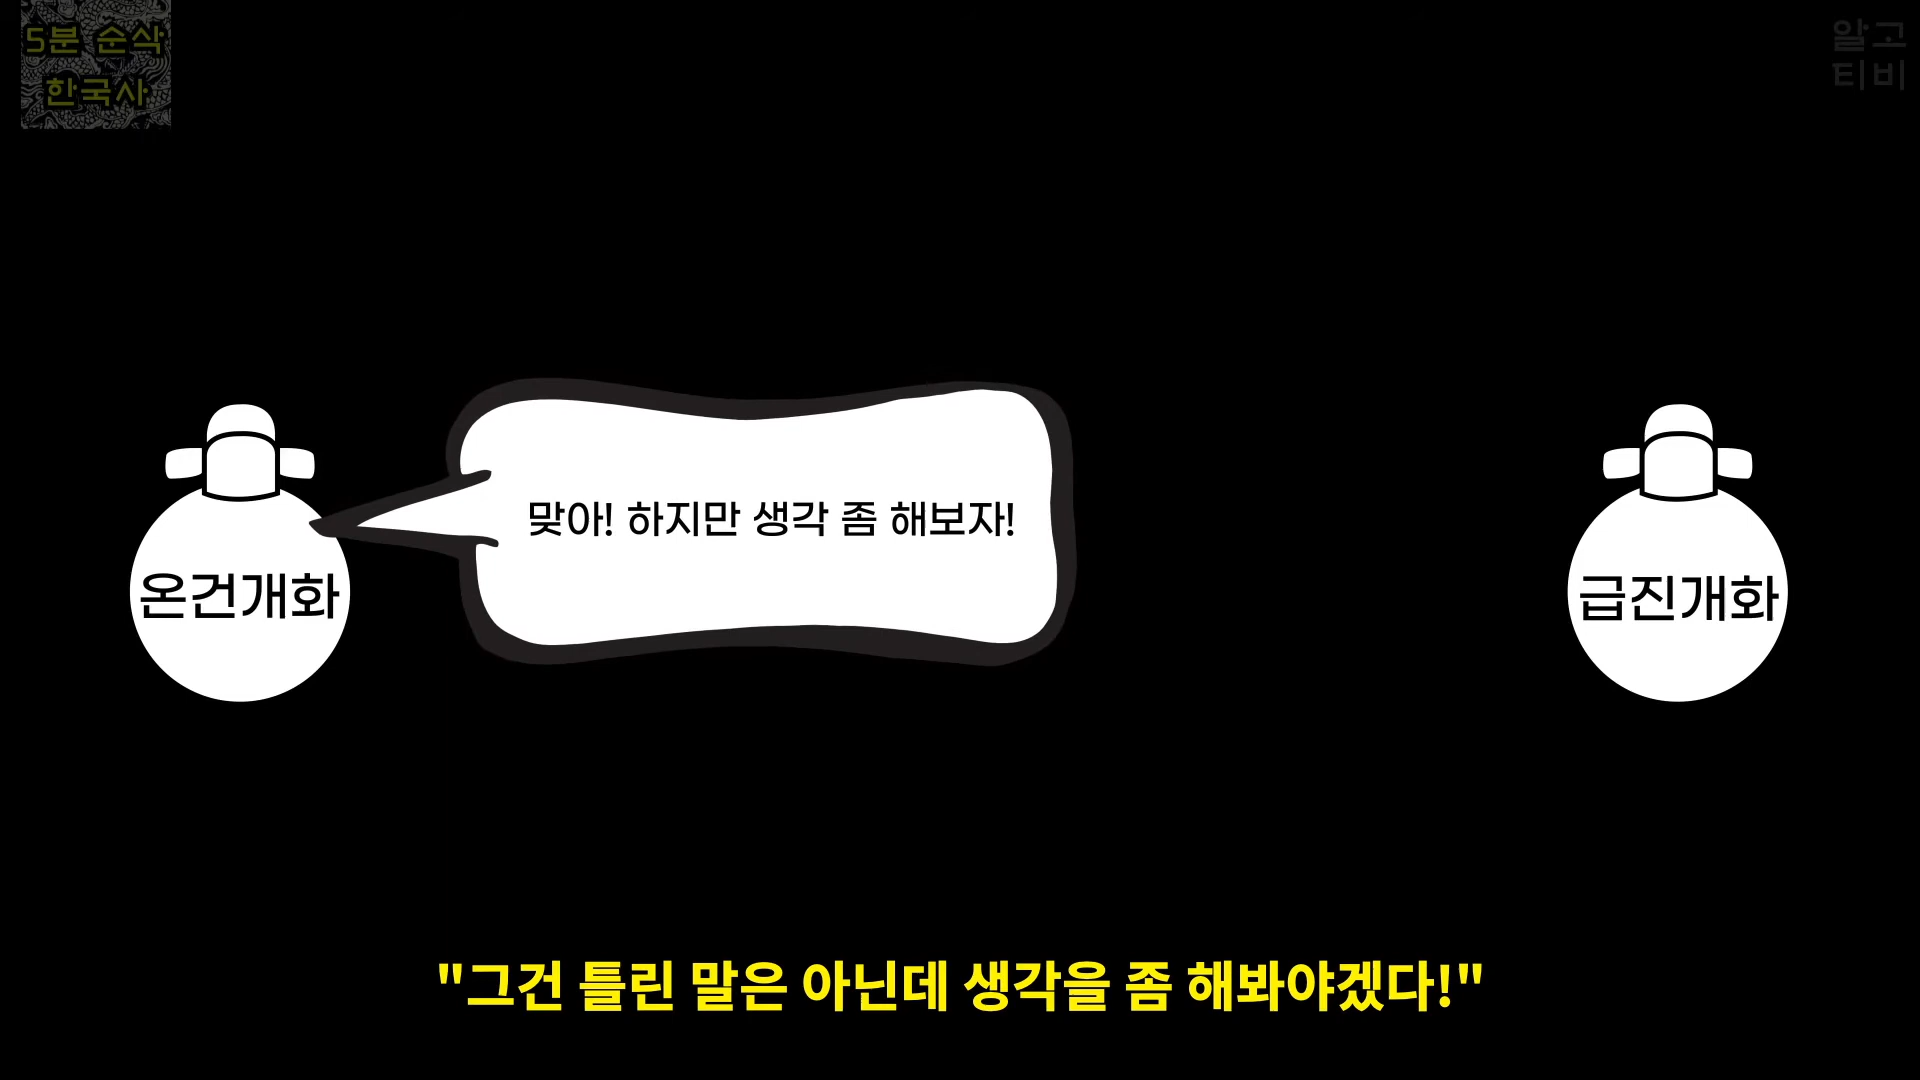 5분 순삭
한국사
알고
티비
맞아! 하지만 생각 좀 해보자!
온건개화
급진개화
"그건 틀린 말은 아닌데 생각을 좀 해봐야겠다!"